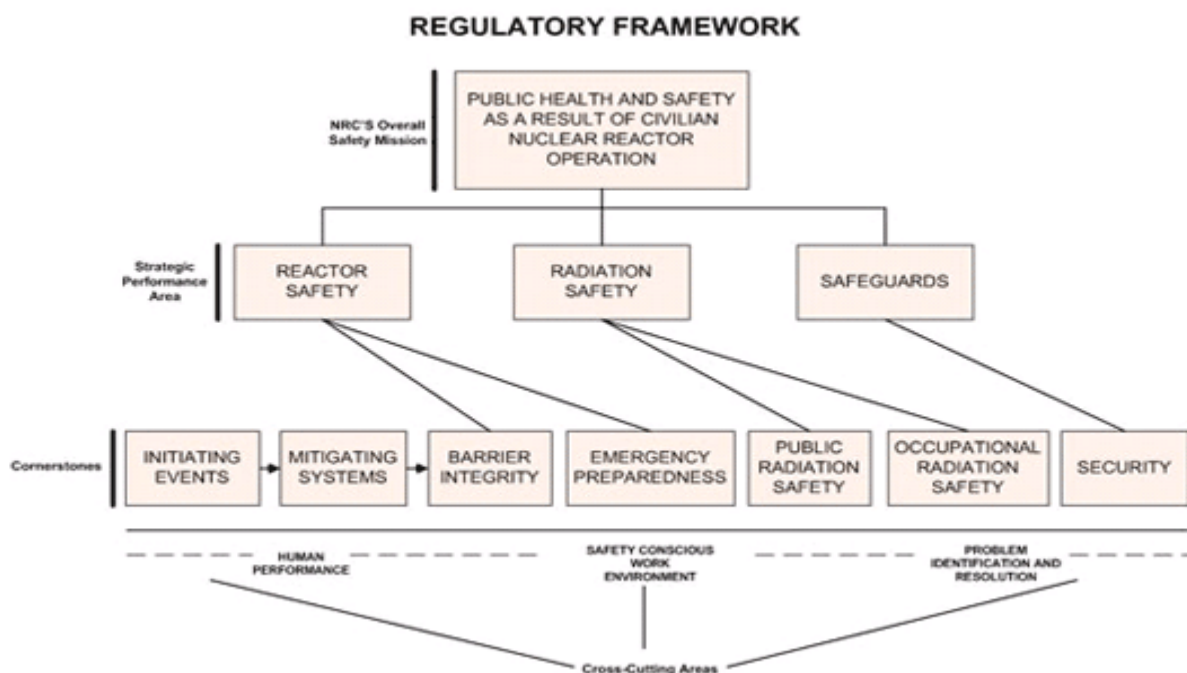 REGULATORY FRAMEWORK
NRC'S Overall
Safety Mission
PUBLIC HEALTH AND SAFETY
AS A RESULT OF CIVILIAN
NUCLEAR REACTOR
OPERATION
Strategic
Performance
Area
REACTOR
SAFETY
RADIATION
SAFETY
SAFEGUARDS
Cornerstones
INITIATING
EVENTS
MITIGATING
SYSTEMS
BARRIER
INTEGRITY
EMERGENCY
PREPAREDNESS
PUBLIC
RADIATION
SAFETY
OCCUPATIONAL
RADIATION
SAFETY
SECURITY
HUMAN
PERFORMANCE
SAFETY CONSCIOUS
WORK
ENVIRONMENT
PROBLEM
IDENTIFICATION AND
RESOLUTION
Cross-Cutting Areas